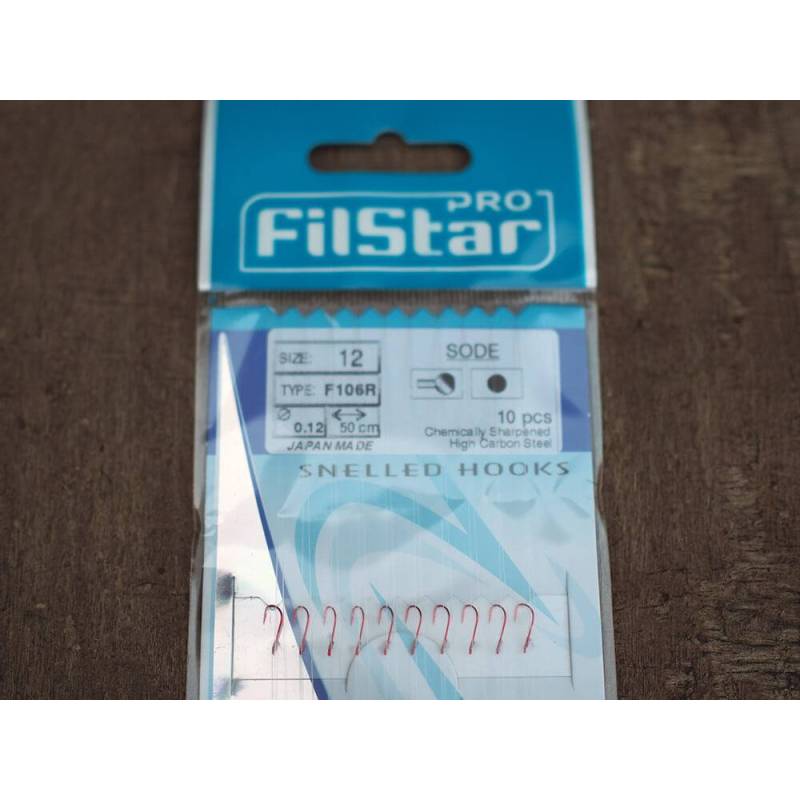 PRO
FilStar
SIZE: 12
TYPE: F106R
Ø 0.12 50 cm
JAPAN MADE
SODE
10 pcs
Chemically Sharpened
High Carbon Steel
SNELLED HOOKS